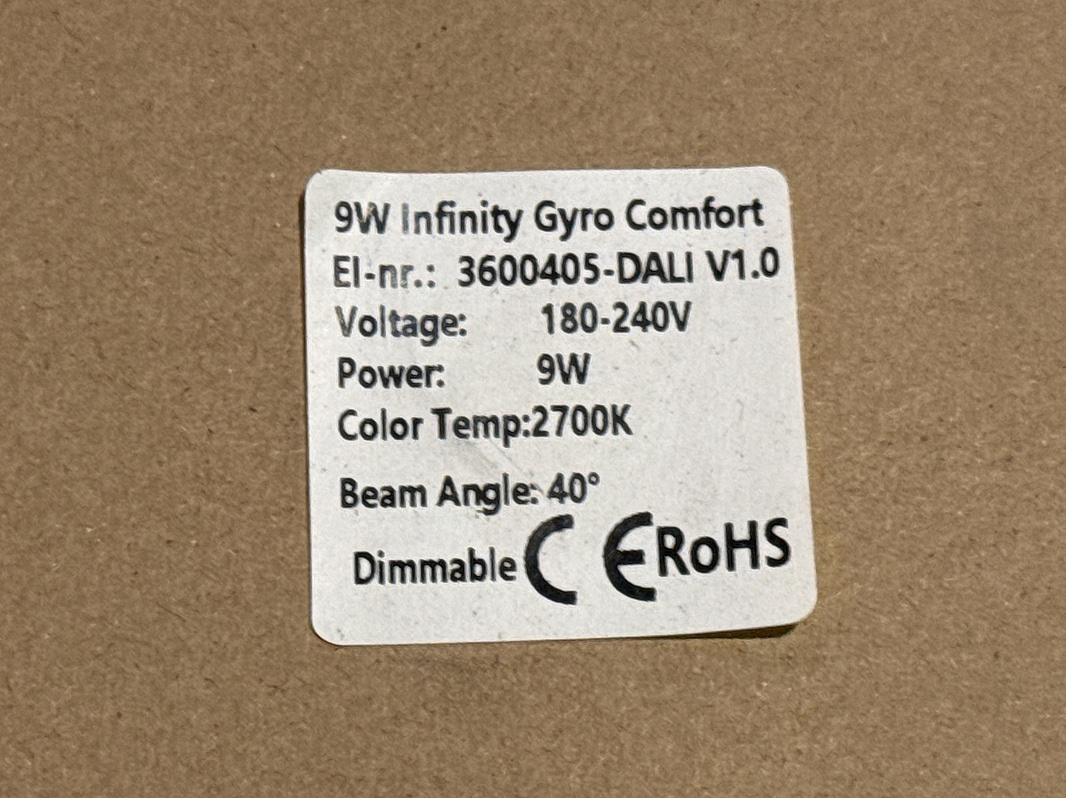 9W Infinity Gyro Comfort
El-nr.: 3600405-DALI V1.0
Voltage: 180-240V
Power: 9W
Color Temp:2700K
Beam Angle: 40°
Dimmable CE RoHS